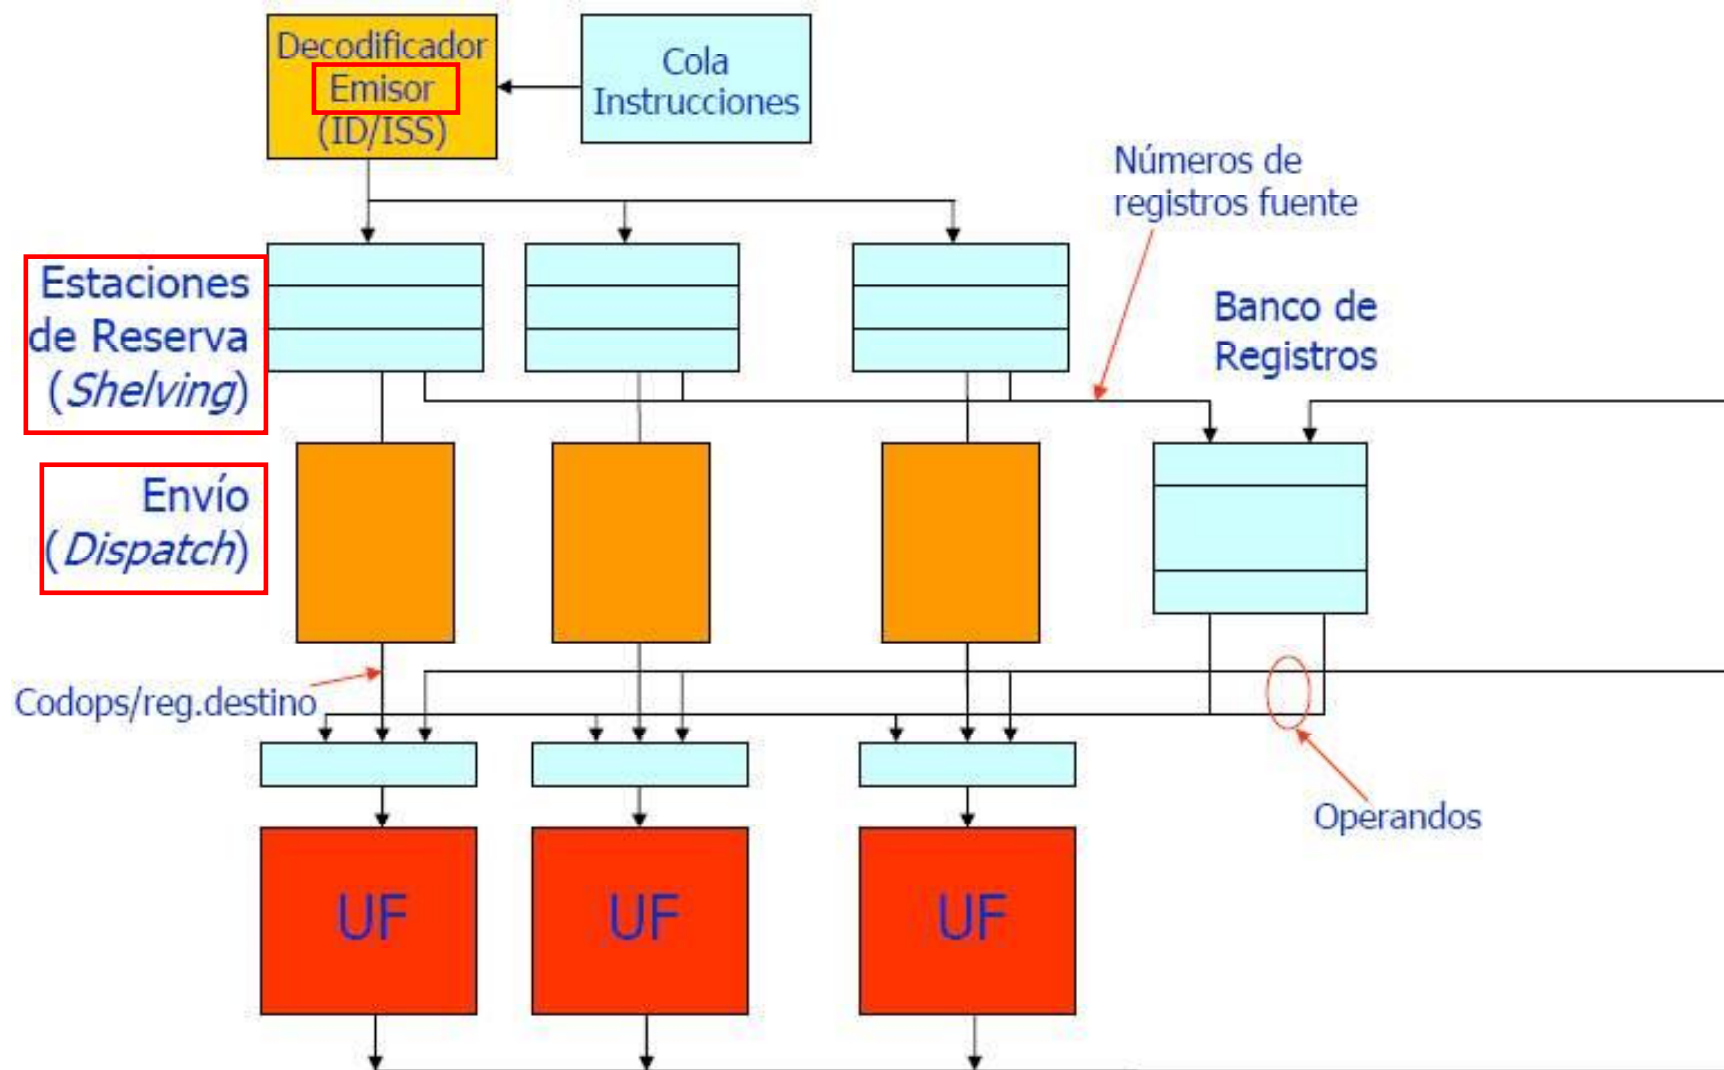 Decodificador
Emisor
(ID/ISS)
Cola
Instrucciones
Números de
registros fuente
Estaciones
de Reserva
(Shelving)
Banco de
Registros
Envío
(Dispatch)
Codops/reg.destino
Operandos
UF
UF
UF